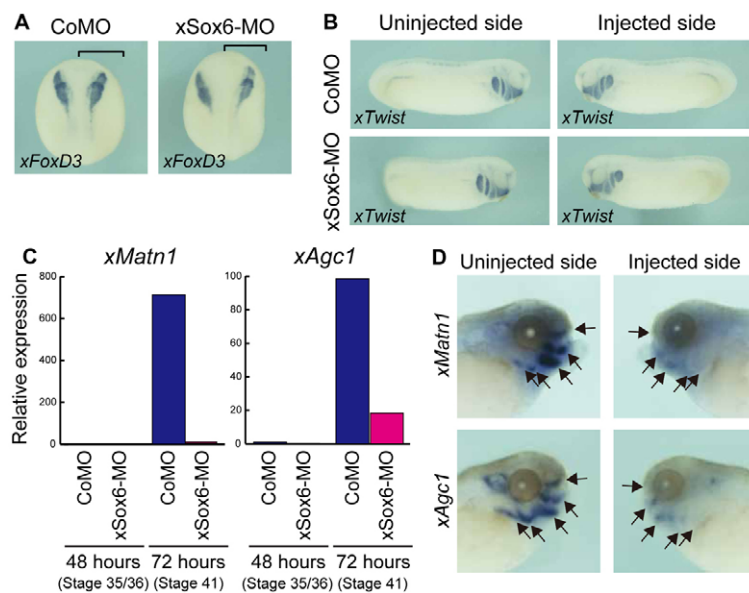 A
CoMO
xSox6-MO
xFoxD3
xFoxD3
B
Uninjected side
Injected side
CoMO
xTwist
xTwist
xSox6-MO
xTwist
xTwist
C
xMatn1
xAgc1
Relative expression
800
600
400
200
0
100
80
60
40
20
0
CoMO
xSox6-MO
CoMO
xSox6-MO
CoMO
xSox6-MO
CoMO
xSox6-MO
48 hours
(Stage 35/36)
72 hours
(Stage 41)
48 hours
(Stage 35/36)
72 hours
(Stage 41)
D
Uninjected side
Injected side
xMatn1
xAgc1